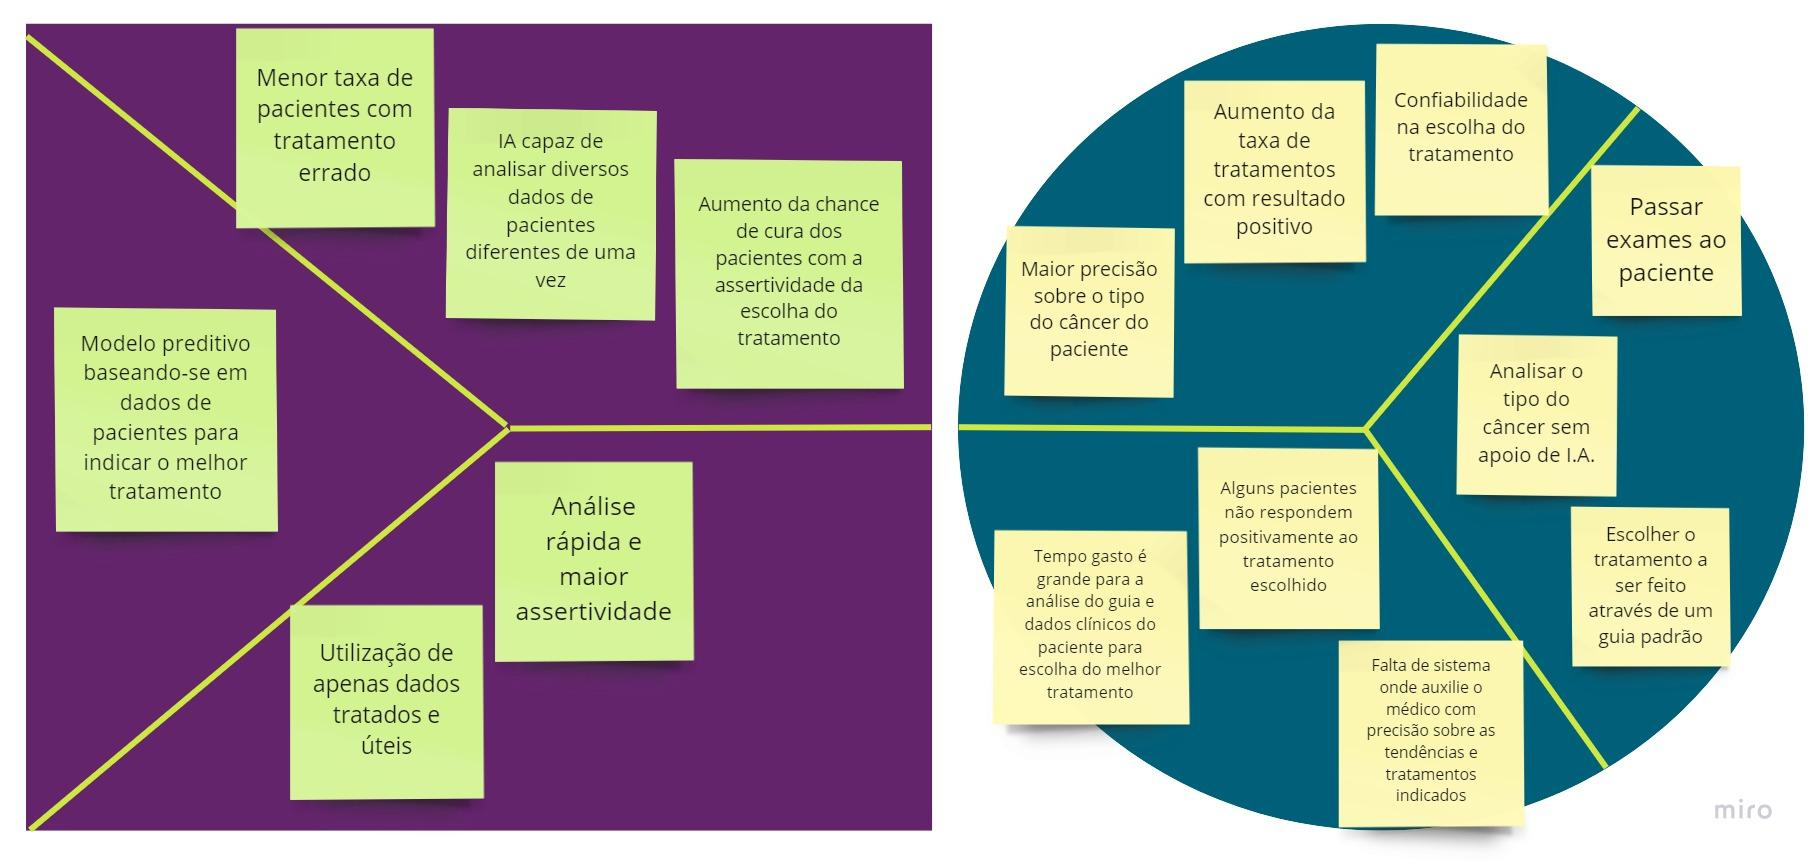 Menor taxa de
pacientes com
tratamento
errado
IA capaz de
analisar diversos
dados de
pacientes
diferentes de uma
vez
Aumento da chance
de cura dos
pacientes com a
assertividade da
escolha do
tratamento
Modelo preditivo
baseando-se em
dados de
pacientes para
indicar o melhor
tratamento
Análise
rápida e
maior
assertividade
Utilização de
apenas dados
tratados e
úteis
Maior precisão
sobre o tipo
do câncer do
paciente
Aumento da
taxa de
tratamentos
com resultado
positivo
Confiabilidade
na escolha do
tratamento
Passar
exames ao
paciente
Analisar o
tipo do
câncer sem
apoio de I.A.
Escolher o
tratamento a
ser feito
através de um
guia padrão
Alguns pacientes
não respondem
positivamente ao
tratamento
escolhido
Tempo gasto é
grande para a
análise do guia e
dados clínicos do
paciente para
escolha do melhor
tratamento
Falta de sistema
onde auxilie o
médico com
precisão sobre as
tendências e
tratamentos
indicados
miro